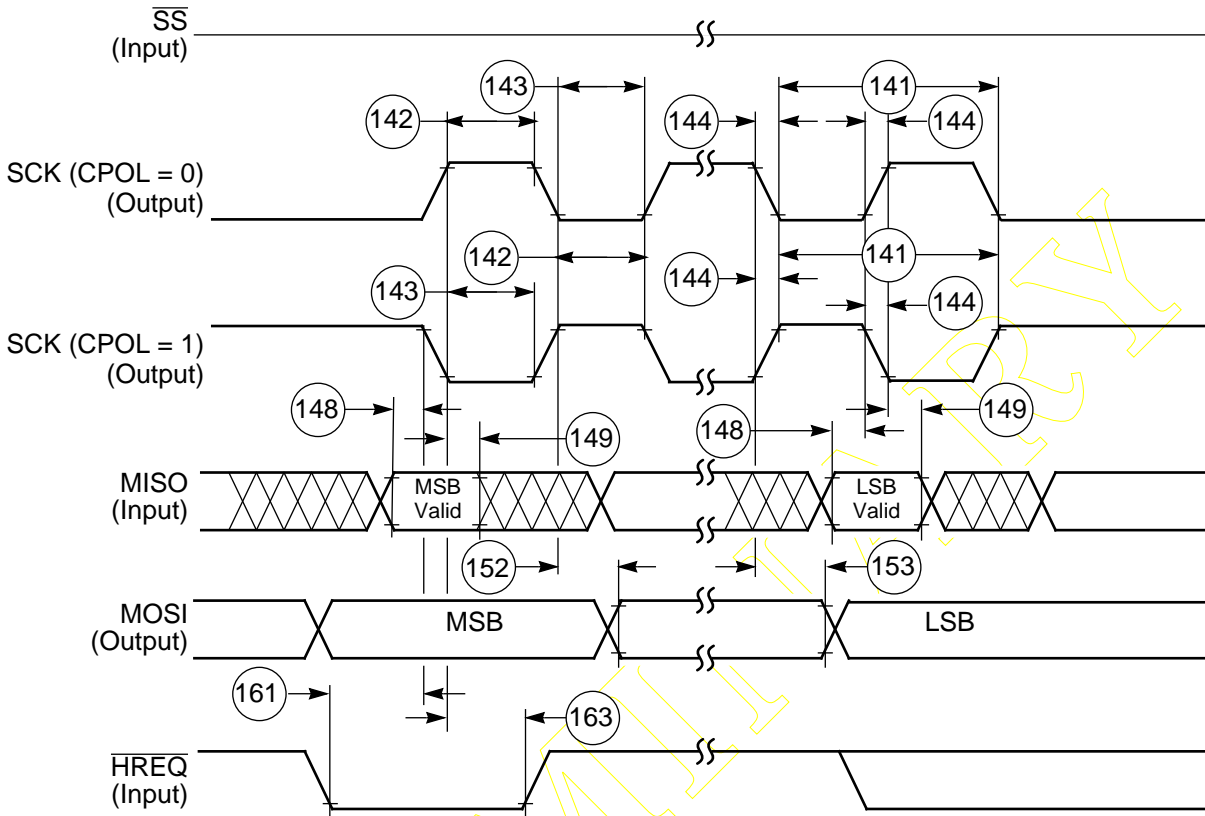 SS
(Input)
143
141
142
144
144
SCK (CPOL = 0)
(Output)
142
141
143
144
144
SCK (CPOL = 1)
(Output)
148
149
148
149
MISO
(Input)
MSB
Valid
LSB
Valid
152
153
MOSI
(Output)
MSB
LSB
161
163
HREQ
(Input)